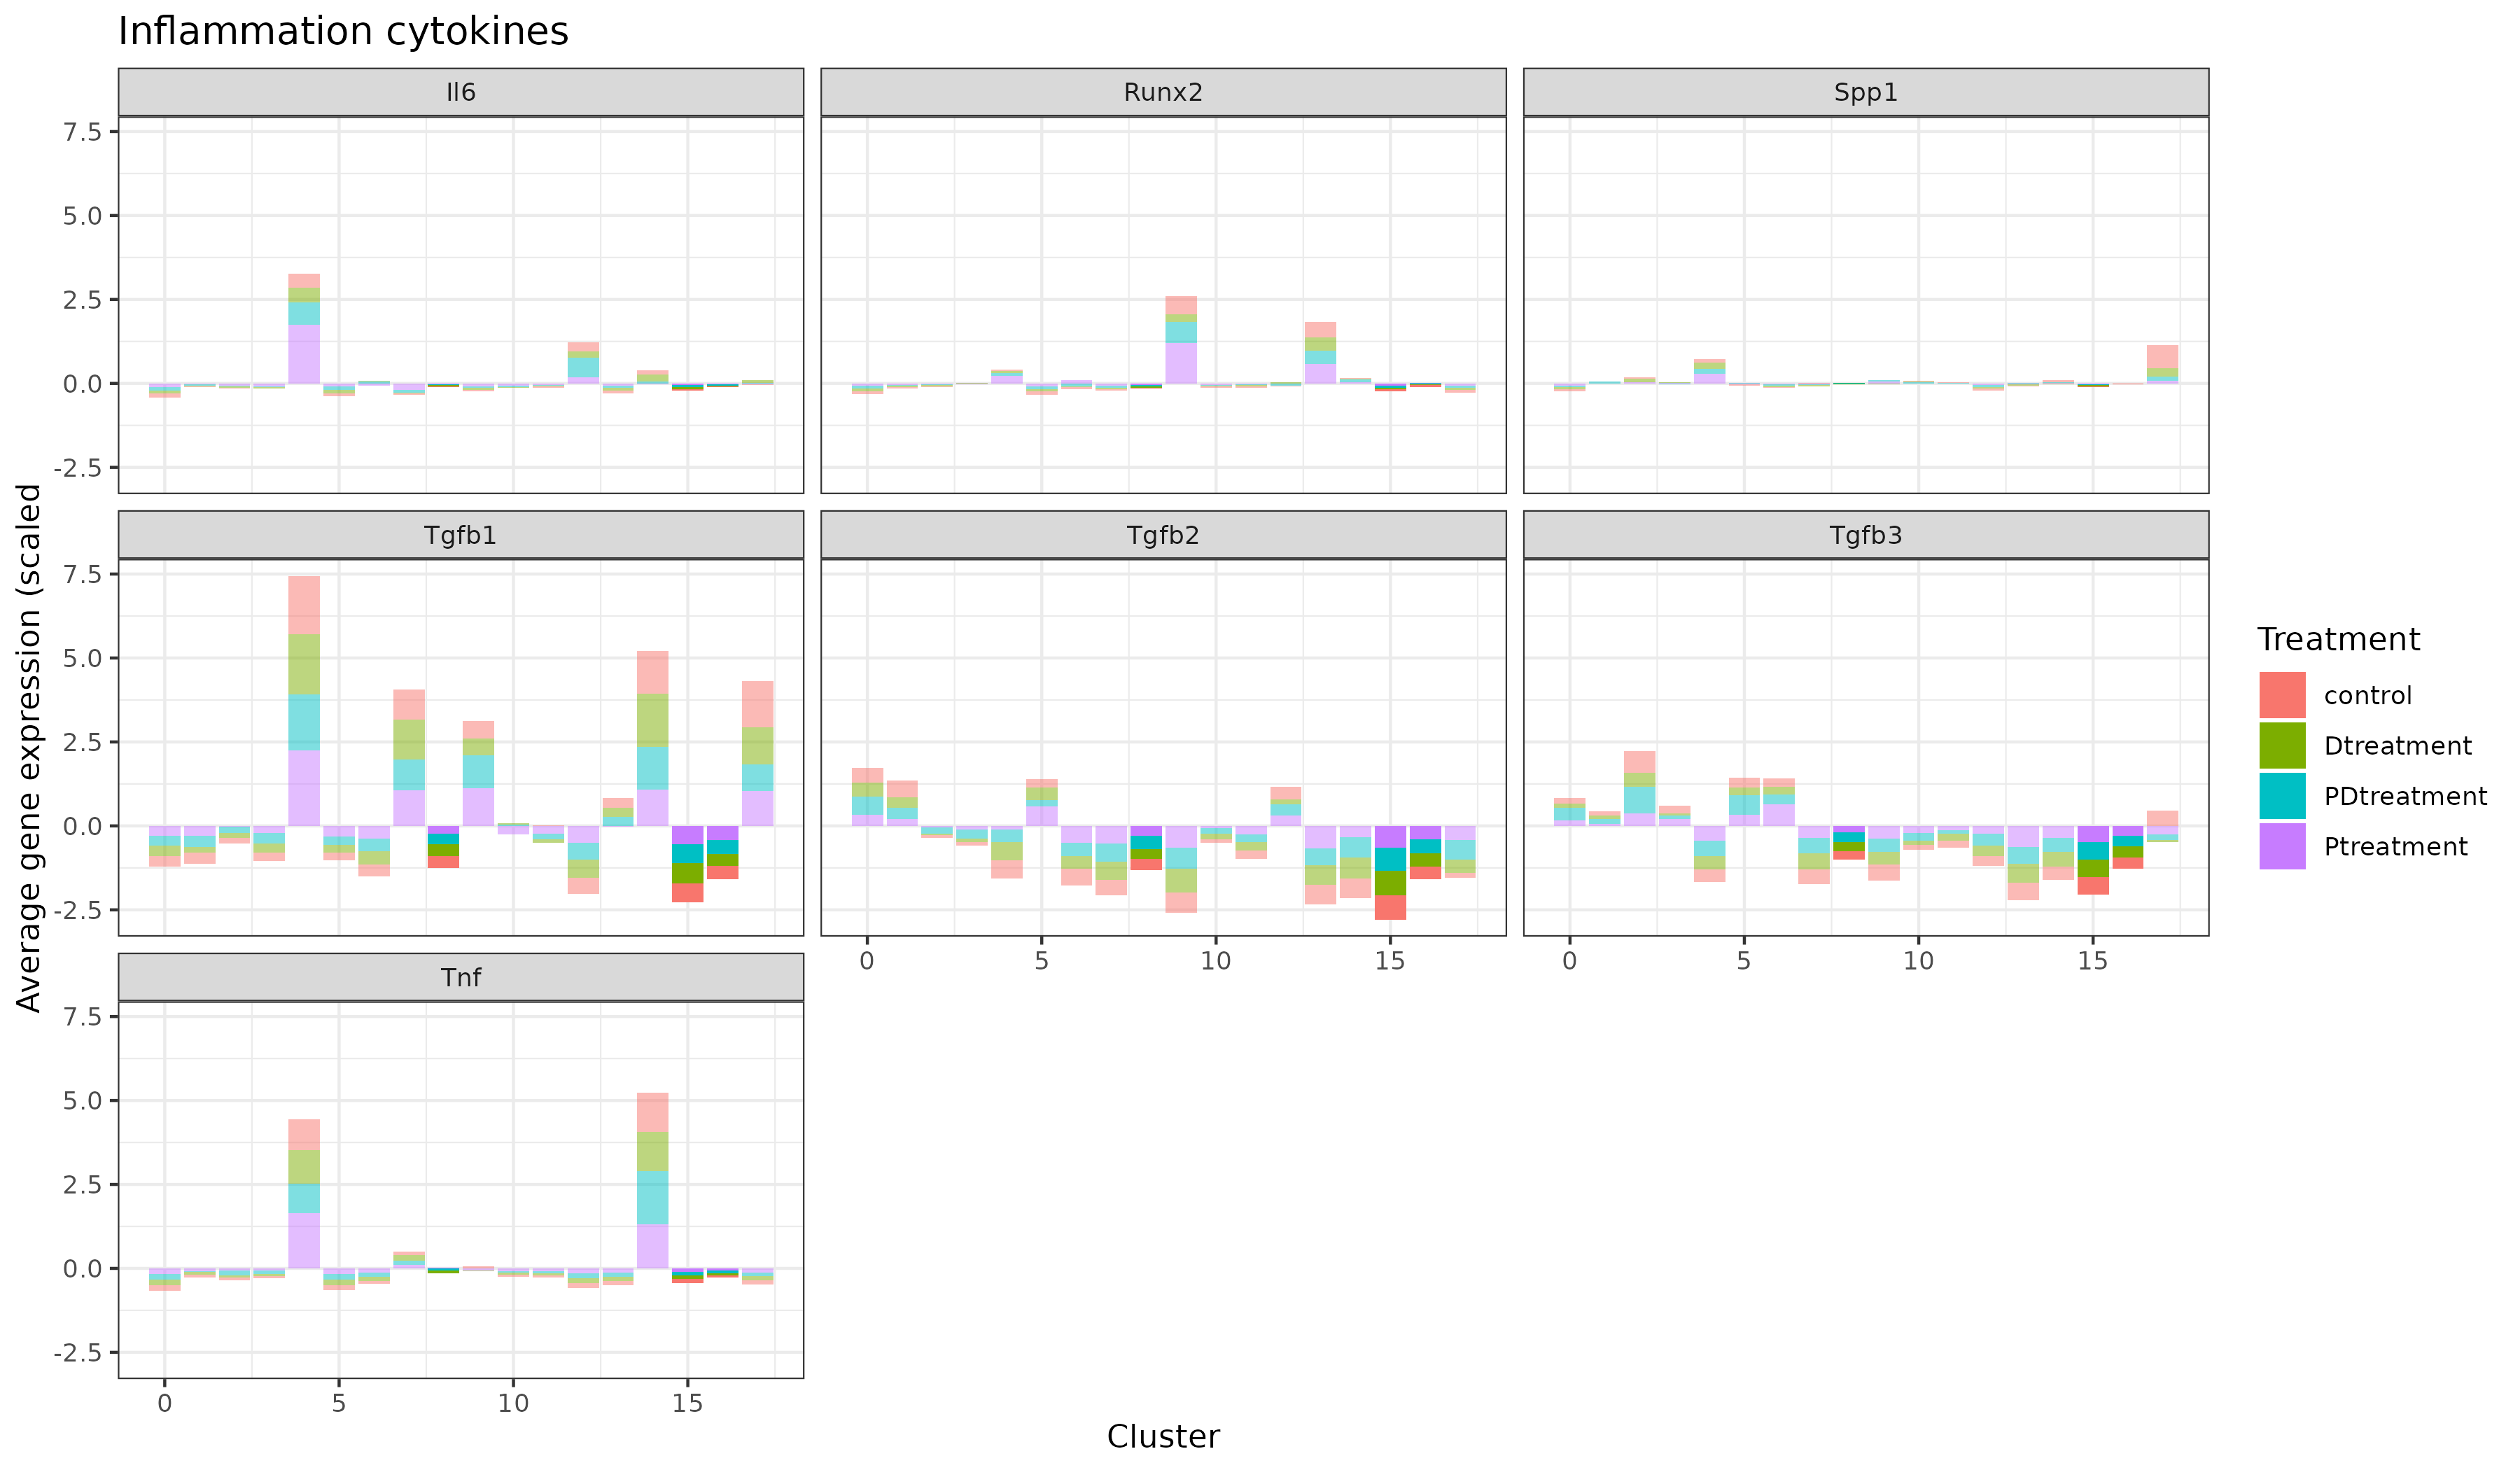 Inflammation cytokines
Il6
Runx2
Spp1
7.5
5.0
2.5
0.0
-2.5
Tgfb1
Tgfb2
Tgfb3
7.5
5.0
2.5
0.0
-2.5
0 5 10 15
0 5 10 15
Tnf
7.5
5.0
2.5
0.0
-2.5
0 5 10 15
Cluster
Average gene expression (scaled
Treatment
control
Dtreatment
PDtreatment
Ptreatment